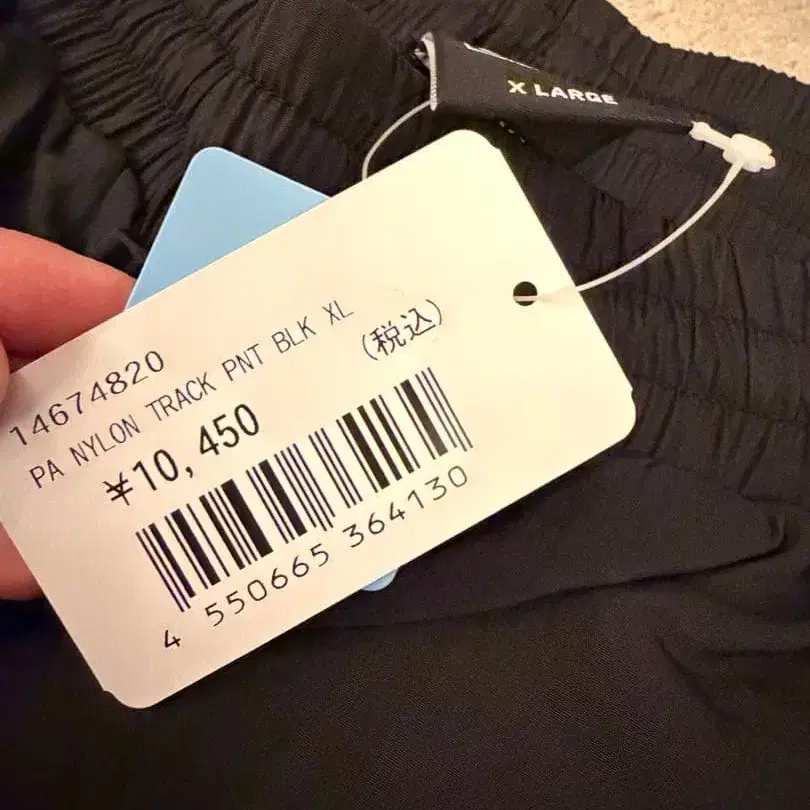 X LARGE
14674820
PA NYLON TRACK PNT BLK XL
¥10,450 (税込)
4 550665 364130